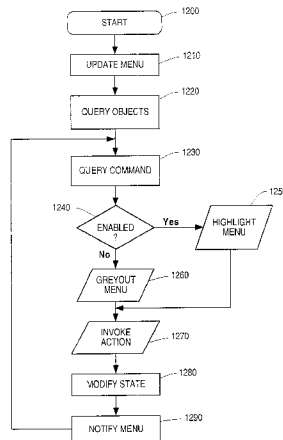 1200
START
1210
UPDATE MENU
1220
QUERY OBJECTS
1230
QUERY COMMAND
1240
ENABLED
?
Yes
No
125
HIGHLIGHT
MENU
1260
GREYOUT
MENU
1270
INVOKE
ACTION
1280
MODIFY STATE
1290
NOTIFY MENU